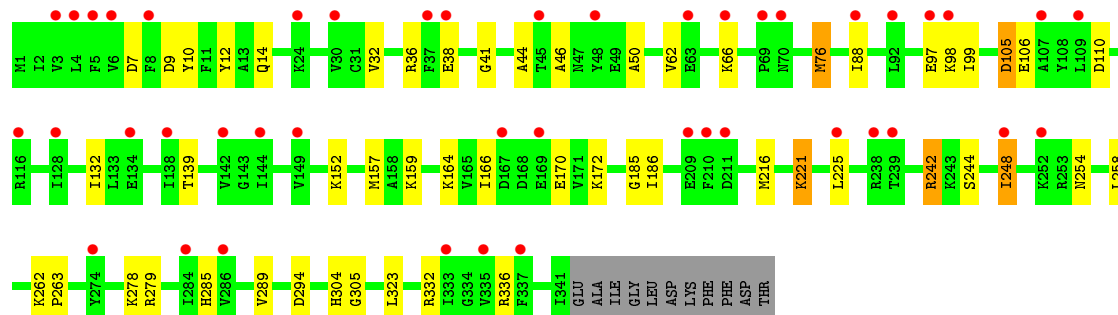 M1 I2 V3 L4 F5 V6 D7 F8 D9 Y10 F11 Y12 A13 Q14 K24 V30 C31 V32 R36 F37 E38 G41 A44 T45 A46 N47 Y48 E49 A50 V62 E63 K66 P69 N70 M76 I88 L92 E97 K98 I99 D105 E106 A107 Y108 L109 D110
R116 I128 I132 L133 E134 I138 T139 V142 G143 I144 V149 K152 M157 A158 K159 K164 V165 I166 D167 D168 E169 E170 V171 K172 G185 I186 E209 F210 D211 M216 K221 L225 R238 T239 R242 K243 S244 I248 K252 R253 N254
K262 P263 Y274 K278 R279 I284 H285 V286 V289 D294 H304 G305 L323 R332 I333 G334 V335 R336 F337 I341 GLU ALA ILE GLY LEU ASP LYS PHE PHE ASP THR